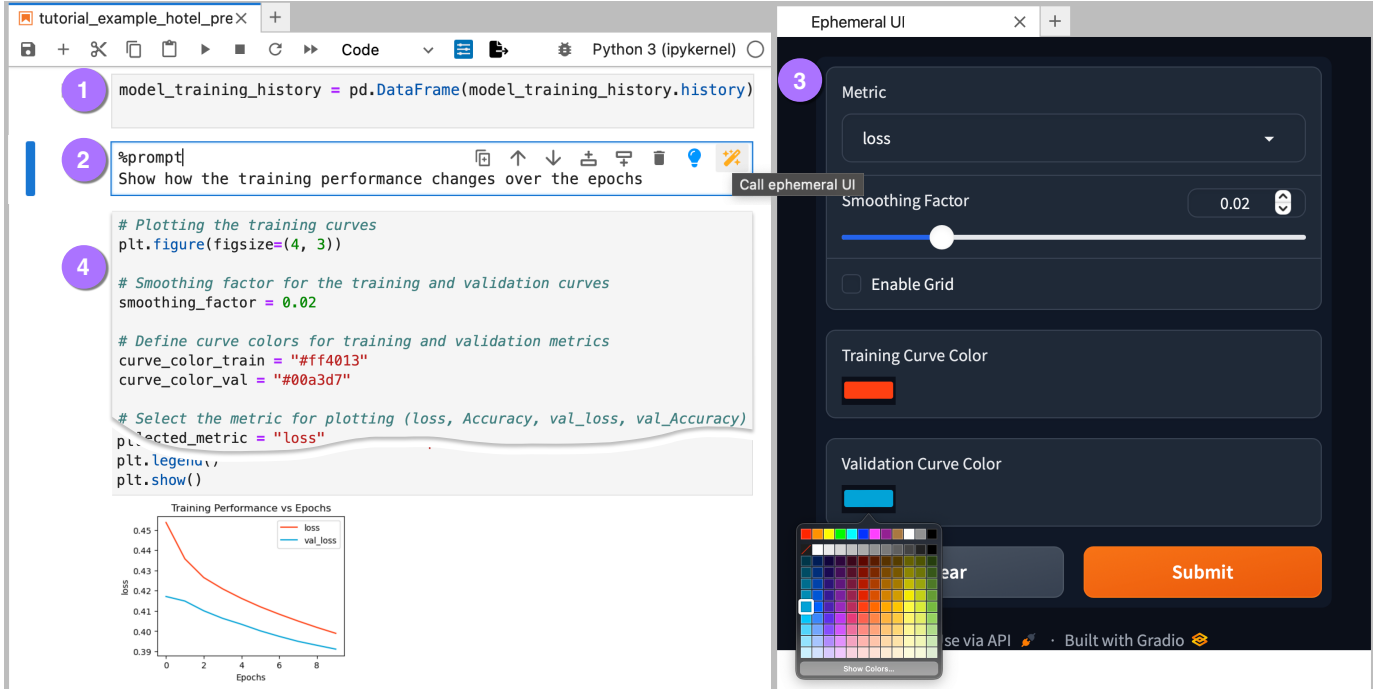 tutorial_example_hotel_pre
Code
Python 3 (ipykernel)
1
model_training_history = pd.DataFrame(model_training_history.history)
2
%prompt
Show how the training performance changes over the epochs
Call ephemeral UI
4
# Plotting the training curves
plt.figure(figsize=(4, 3))
# Smoothing factor for the training and validation curves
smoothing_factor = 0.02
# Define curve colors for training and validation metrics
curve_color_train = "#ff4013"
curve_color_val = "#00a3d7"
# Select the metric for plotting (loss, Accuracy, val_loss, val_Accuracy)
lected_metric = "loss"
plt.legend()
plt.show()
Training Performance vs Epochs
loss
val_loss
0.45
0.44
0.43
0.42
0.41
0.40
0.39
loss
0 2 4 6 8
Epochs
Ephemeral UI
3
Metric
loss
Smoothing Factor
0.02
Enable Grid
Training Curve Color
Validation Curve Color
ear
Submit
se via API · Built with Gradio
Show Colors...